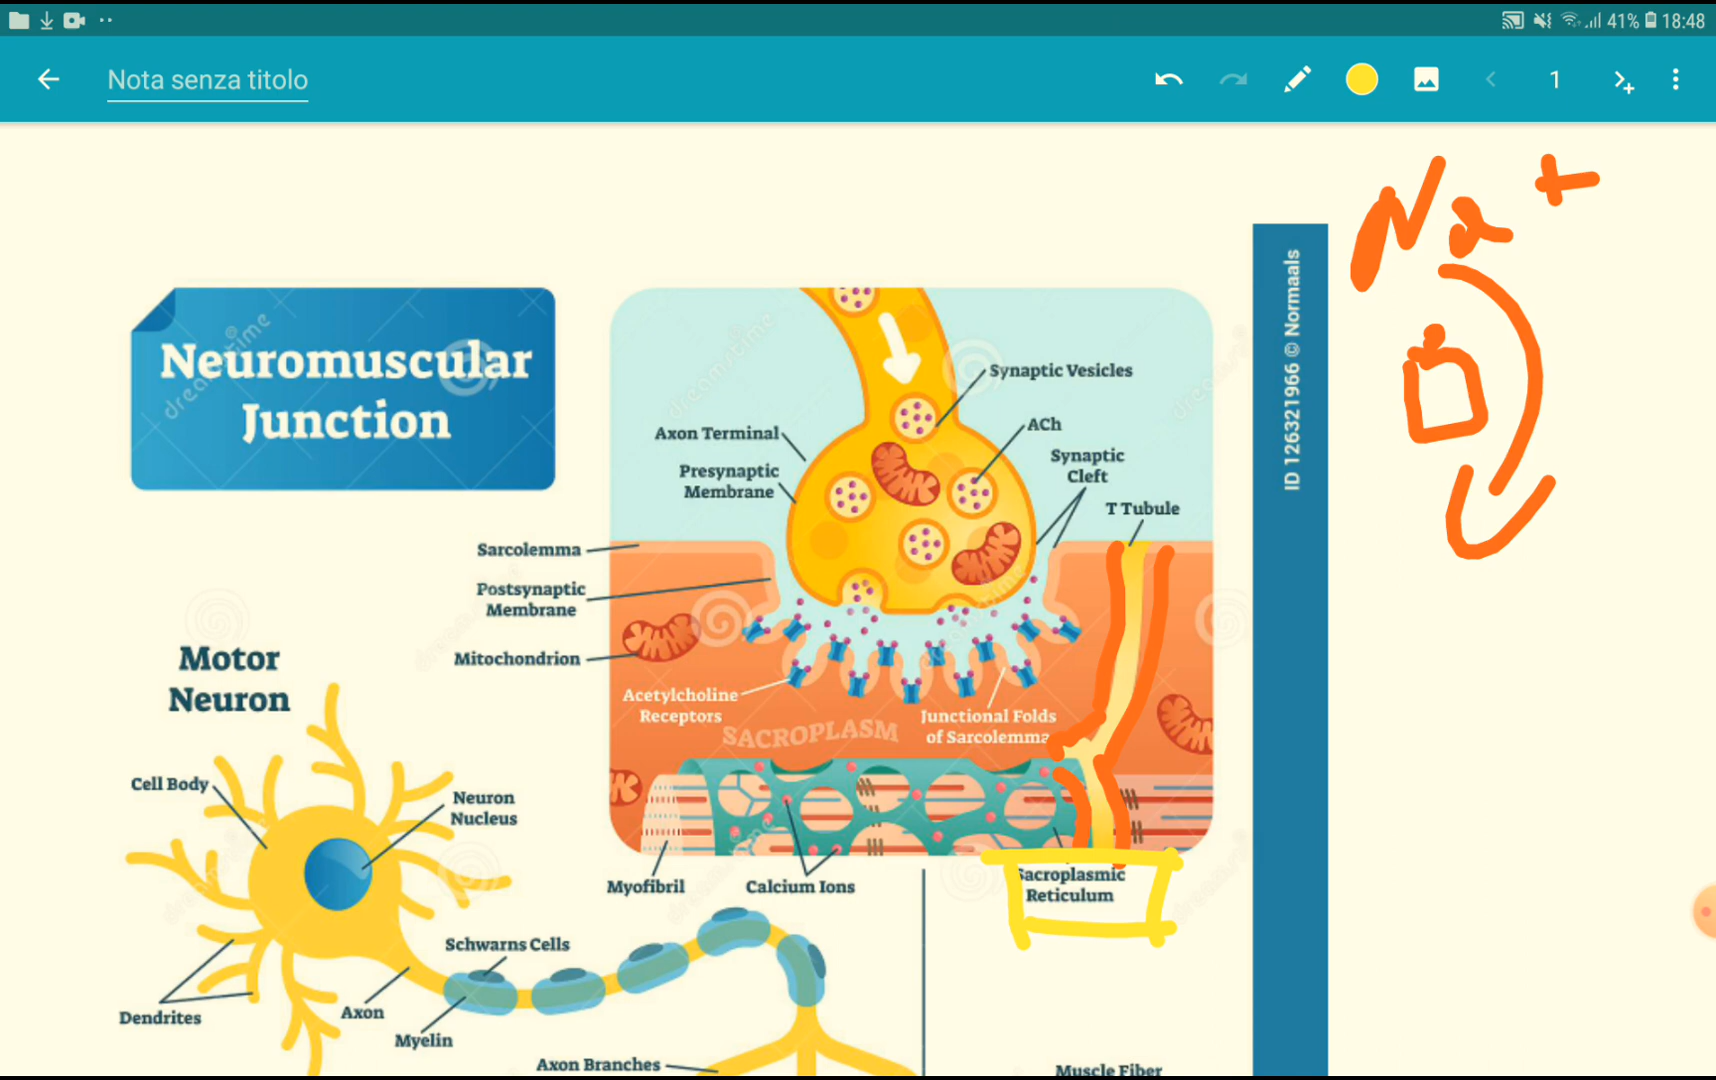 41% 18:48
Nota senza titolo
1
Na+
ID 126321966 © Normaals
Neuromuscular
Junction
Synaptic Vesicles
Axon Terminal
ACh
Presynaptic
Membrane
Synaptic
Cleft
T Tubule
Sarcolemma
Postsynaptic
Membrane
Mitochondrion
Acetylcholine
Receptors
Junctional Folds
of Sarcolemma
SACROPLASM
Motor
Neuron
Cell Body
Neuron
Nucleus
Myofibril
Calcium Ions
Sacroplasmic
Reticulum
Schwarns Cells
Dendrites
Axon
Myelin
Axon Branches
Muscle Fiber
dreamstime